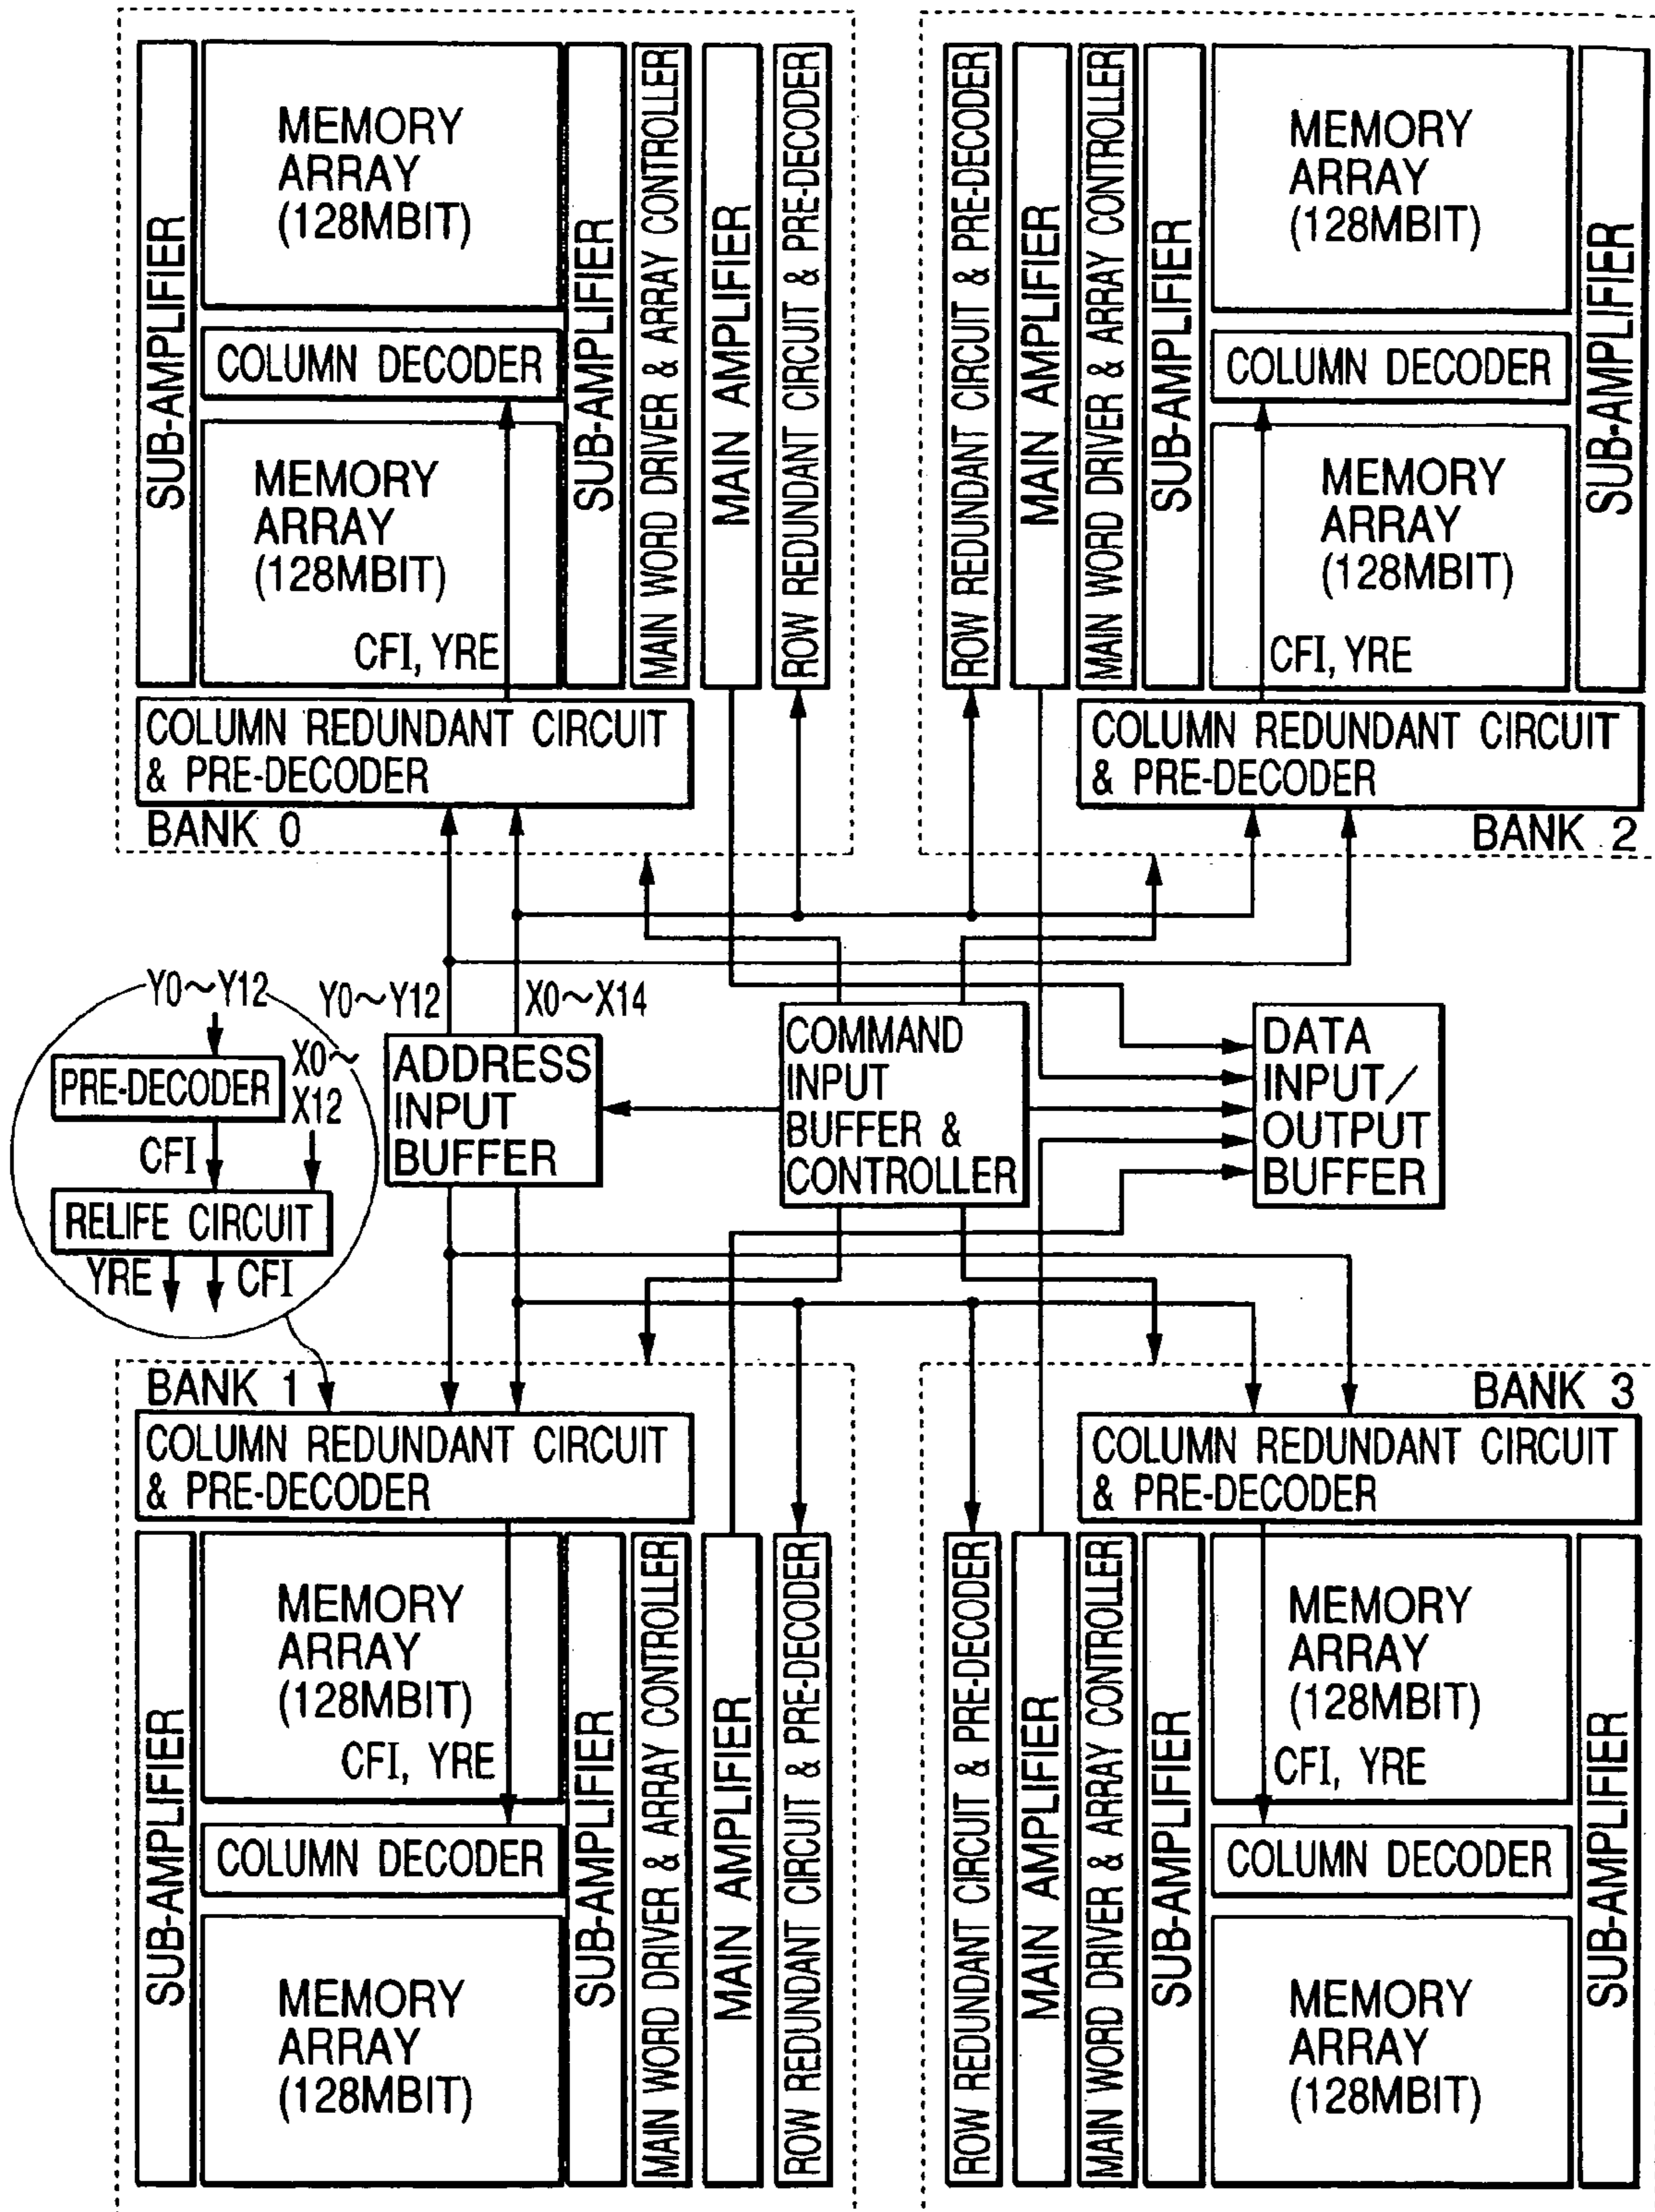 SUB-AMPLIFIER
MEMORY
ARRAY
(128MBIT)
COLUMN DECODER
MEMORY
ARRAY
(128MBIT)
CFI, YRE
SUB-AMPLIFIER
MAIN WORD DRIVER & ARRAY CONTROLLER
MAIN AMPLIFIER
ROW REDUNDANT CIRCUIT & PRE-DECODER
COLUMN REDUNDANT CIRCUIT
& PRE-DECODER
BANK 0
ROW REDUNDANT CIRCUIT & PRE-DECODER
MAIN AMPLIFIER
MAIN WORD DRIVER & ARRAY CONTROLLER
SUB-AMPLIFIER
MEMORY
ARRAY
(128MBIT)
COLUMN DECODER
MEMORY
ARRAY
(128MBIT)
CFI, YRE
SUB-AMPLIFIER
COLUMN REDUNDANT CIRCUIT
& PRE-DECODER
BANK 2
Y0~Y12
PRE-DECODER
X0~
X12
CFI
RELIFE CIRCUIT
YRE
CFI
Y0~Y12
X0~X14
ADDRESS
INPUT
BUFFER
COMMAND
INPUT
BUFFER &
CONTROLLER
DATA
INPUT/
OUTPUT
BUFFER
BANK 1
COLUMN REDUNDANT CIRCUIT
& PRE-DECODER
SUB-AMPLIFIER
MEMORY
ARRAY
(128MBIT)
CFI, YRE
COLUMN DECODER
MEMORY
ARRAY
(128MBIT)
SUB-AMPLIFIER
MAIN WORD DRIVER & ARRAY CONTROLLER
MAIN AMPLIFIER
ROW REDUNDANT CIRCUIT & PRE-DECODER
BANK 3
COLUMN REDUNDANT CIRCUIT
& PRE-DECODER
ROW REDUNDANT CIRCUIT & PRE-DECODER
MAIN AMPLIFIER
MAIN WORD DRIVER & ARRAY CONTROLLER
SUB-AMPLIFIER
MEMORY
ARRAY
(128MBIT)
CFI, YRE
COLUMN DECODER
MEMORY
ARRAY
(128MBIT)
SUB-AMPLIFIER